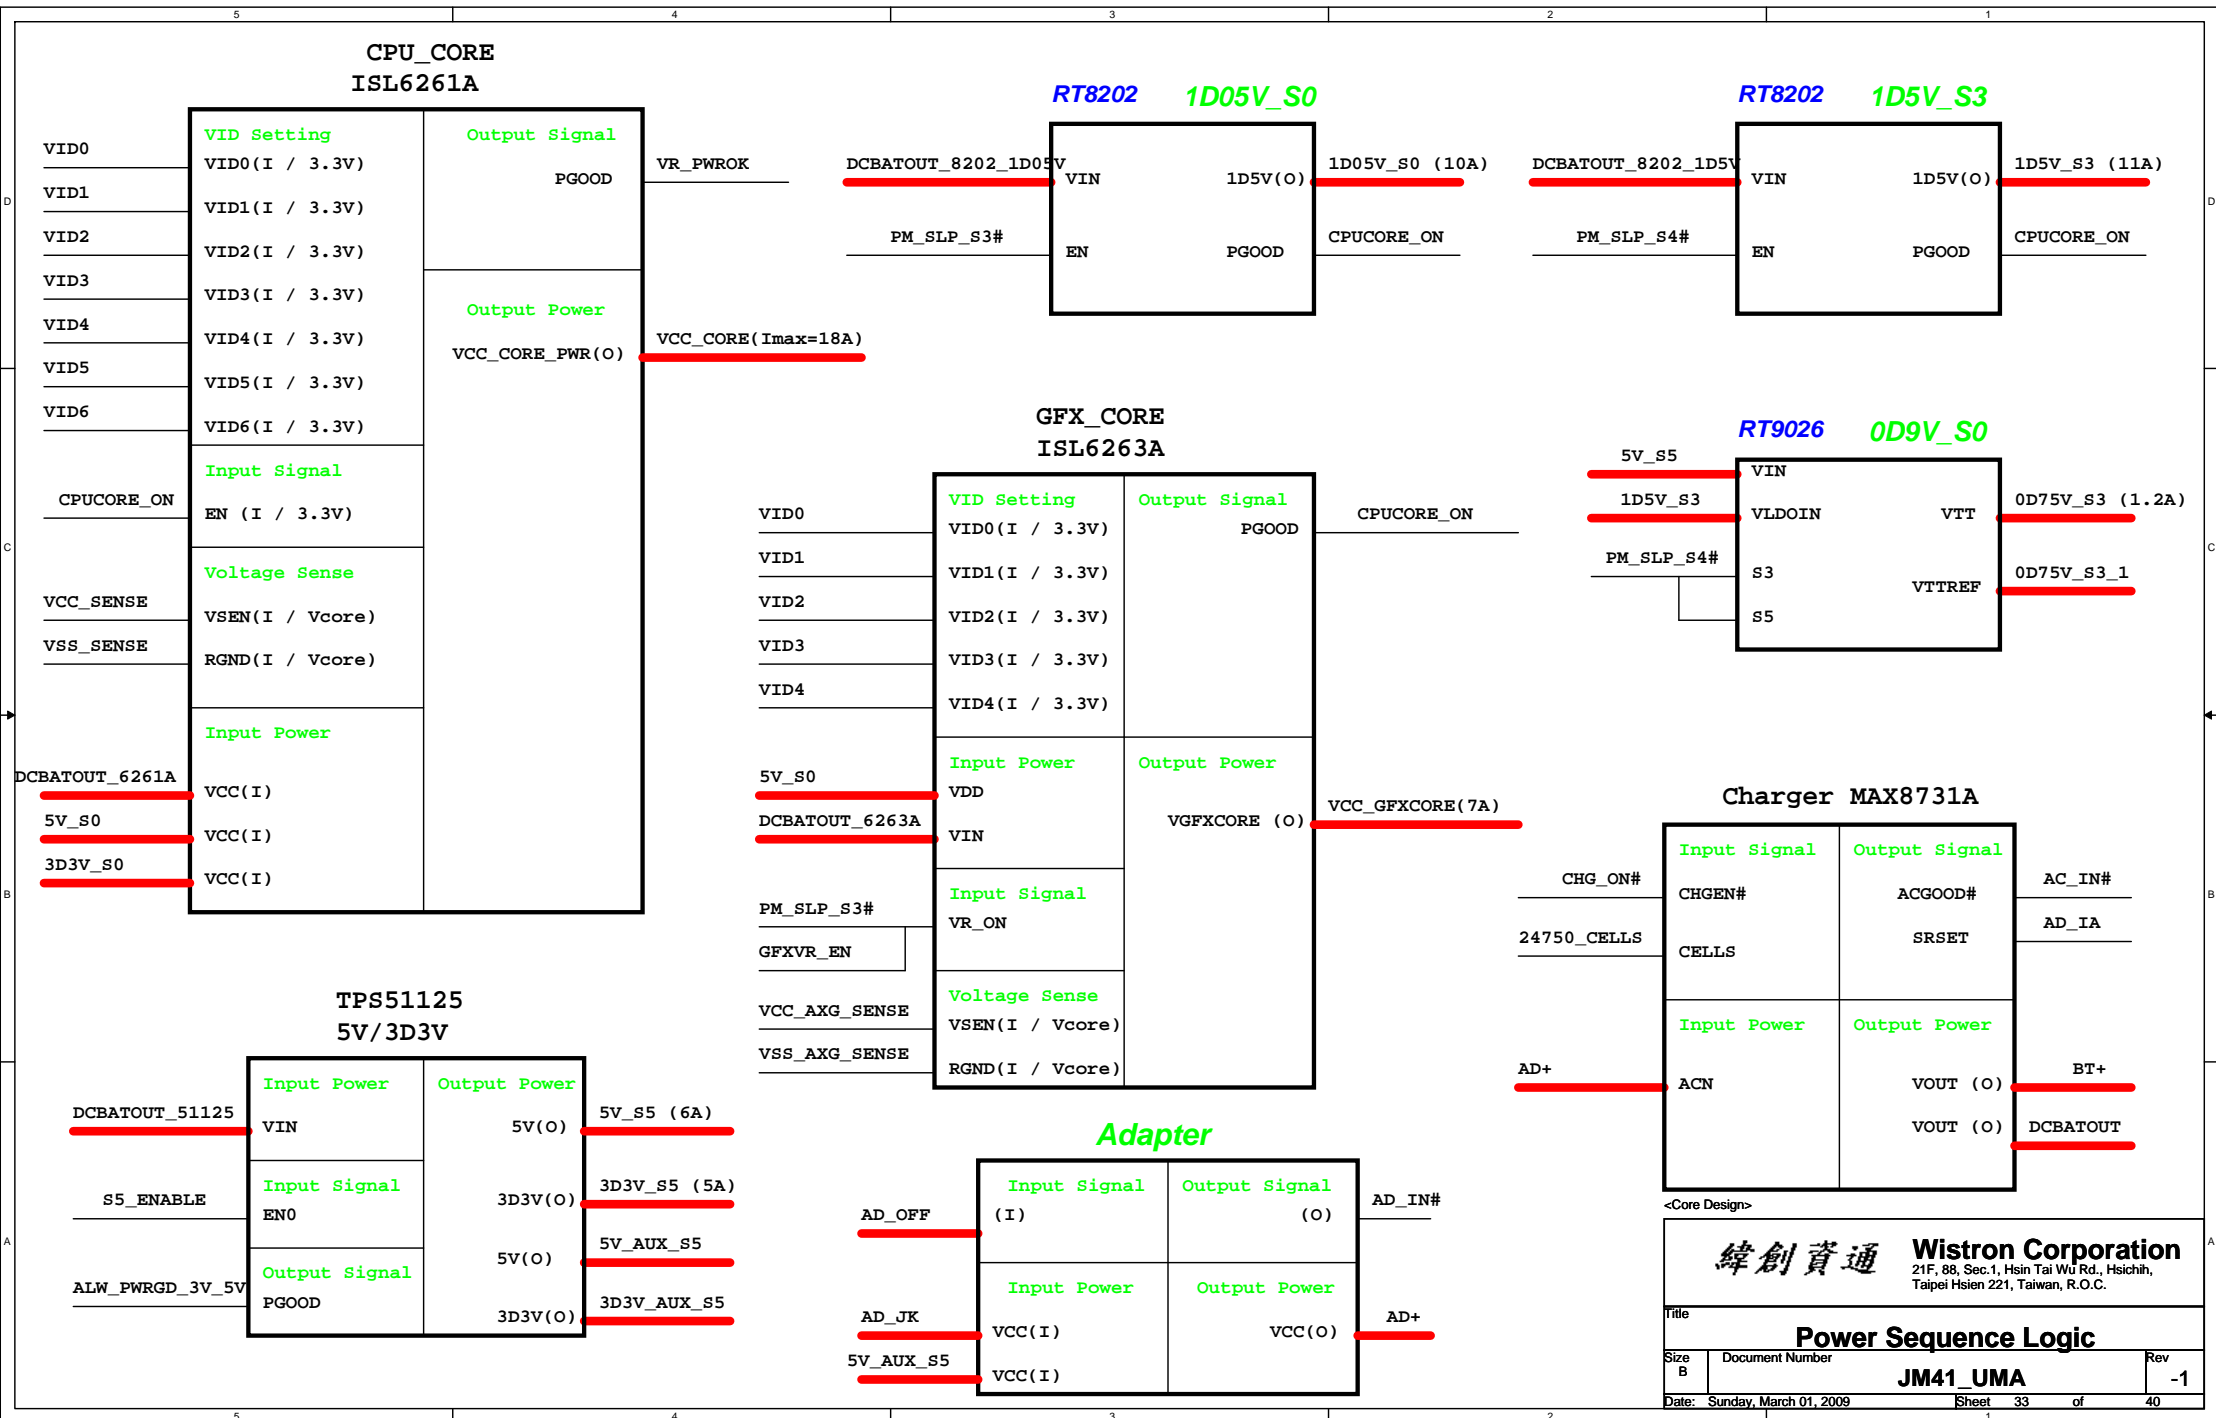 5 4 3 2 1
CPU_CORE
ISL6261A
VID Setting
VID0 VID0(I / 3.3V)
VID1 VID1(I / 3.3V)
VID2 VID2(I / 3.3V)
VID3 VID3(I / 3.3V)
VID4 VID4(I / 3.3V)
VID5 VID5(I / 3.3V)
VID6 VID6(I / 3.3V)
Input Signal
CPUCORE_ON EN (I / 3.3V)
Voltage Sense
VCC_SENSE VSEN(I / Vcore)
VSS_SENSE RGND(I / Vcore)
Input Power
DCBATOUT_6261A VCC(I)
5V_S0 VCC(I)
3D3V_S0 VCC(I)
Output Signal
PGOOD VR_PWROK
Output Power
VCC_CORE_PWR(O) VCC_CORE(Imax=18A)
RT8202 1D05V_S0
DCBATOUT_8202_1D05V VIN 1D5V(O) 1D05V_S0 (10A)
PM_SLP_S3# EN PGOOD CPUCORE_ON
RT8202 1D5V_S3
DCBATOUT_8202_1D5V VIN 1D5V(O) 1D5V_S3 (11A)
PM_SLP_S4# EN PGOOD CPUCORE_ON
GFX_CORE
ISL6263A
VID Setting
VID0 VID0(I / 3.3V)
VID1 VID1(I / 3.3V)
VID2 VID2(I / 3.3V)
VID3 VID3(I / 3.3V)
VID4 VID4(I / 3.3V)
Output Signal
PGOOD CPUCORE_ON
Input Power
5V_S0 VDD
DCBATOUT_6263A VIN
Output Power
VGFXCORE (O) VCC_GFXCORE(7A)
Input Signal
PM_SLP_S3# VR_ON
GFXVR_EN
Voltage Sense
VCC_AXG_SENSE VSEN(I / Vcore)
VSS_AXG_SENSE RGND(I / Vcore)
RT9026 0D9V_S0
5V_S5 VIN
1D5V_S3 VLDOIN VTT 0D75V_S3 (1.2A)
PM_SLP_S4# S3 VTTREF 0D75V_S3_1
S5
Charger MAX8731A
Input Signal Output Signal
CHG_ON# CHGEN# ACGOOD# AC_IN#
24750_CELLS CELLS SRSET AD_IA
Input Power Output Power
AD+ ACN VOUT (O) BT+
VOUT (O) DCBATOUT
TPS51125
5V/3D3V
Input Power Output Power
DCBATOUT_51125 VIN 5V(O) 5V_S5 (6A)
Input Signal
S5_ENABLE EN0 3D3V(O) 3D3V_S5 (5A)
5V(O) 5V_AUX_S5
Output Signal
ALW_PWRGD_3V_5V PGOOD 3D3V(O) 3D3V_AUX_S5
Adapter
Input Signal Output Signal
AD_OFF (I) (O) AD_IN#
Input Power Output Power
AD_JK VCC(I) VCC(O) AD+
5V_AUX_S5 VCC(I)
<Core Design>
緯創資通 Wistron Corporation
21F, 88, Sec.1, Hsin Tai Wu Rd., Hsichih,
Taipei Hsien 221, Taiwan, R.O.C.
Title
Power Sequence Logic
Size Document Number Rev
B JM41_UMA -1
Date: Sunday, March 01, 2009 Sheet 33 of 40
D D
C C
B B
A A
5 4 3 2 1